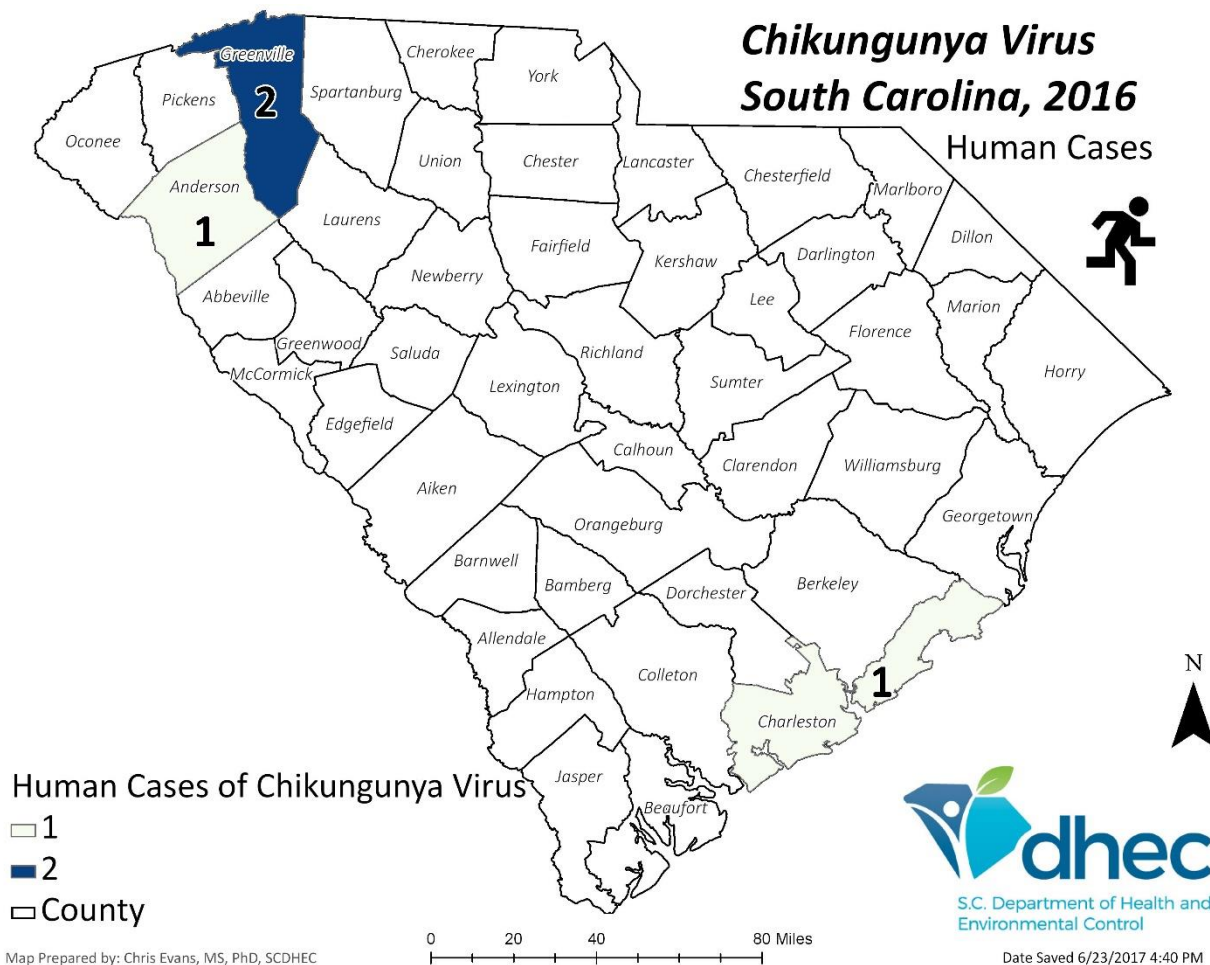 Chikungunya Virus
South Carolina, 2016
Human Cases
Greenville
2
Cherokee
York
Spartanburg
Pickens
Oconee
Union
Chester
Lancaster
Chesterfield
Marlboro
Anderson
1
Laurens
Fairfield
Kershaw
Darlington
Dillon
Newberry
Abbeville
Lee
Marion
Florence
Greenwood
Saluda
Richland
McCormick
Lexington
Sumter
Horry
Edgefield
Calhoun
Clarendon
Williamsburg
Aiken
Orangeburg
Georgetown
Barnwell
Bamberg
Dorchester
Berkeley
Allendale
Colleton
Hampton
1
Charleston
Jasper
Beaufort
N
Human Cases of Chikungunya Virus
1
2
County
dhec
S.C. Department of Health and
Environmental Control
0 20 40 80 Miles
Map Prepared by: Chris Evans, MS, PhD, SCDHEC
Date Saved 6/23/2017 4:40 PM